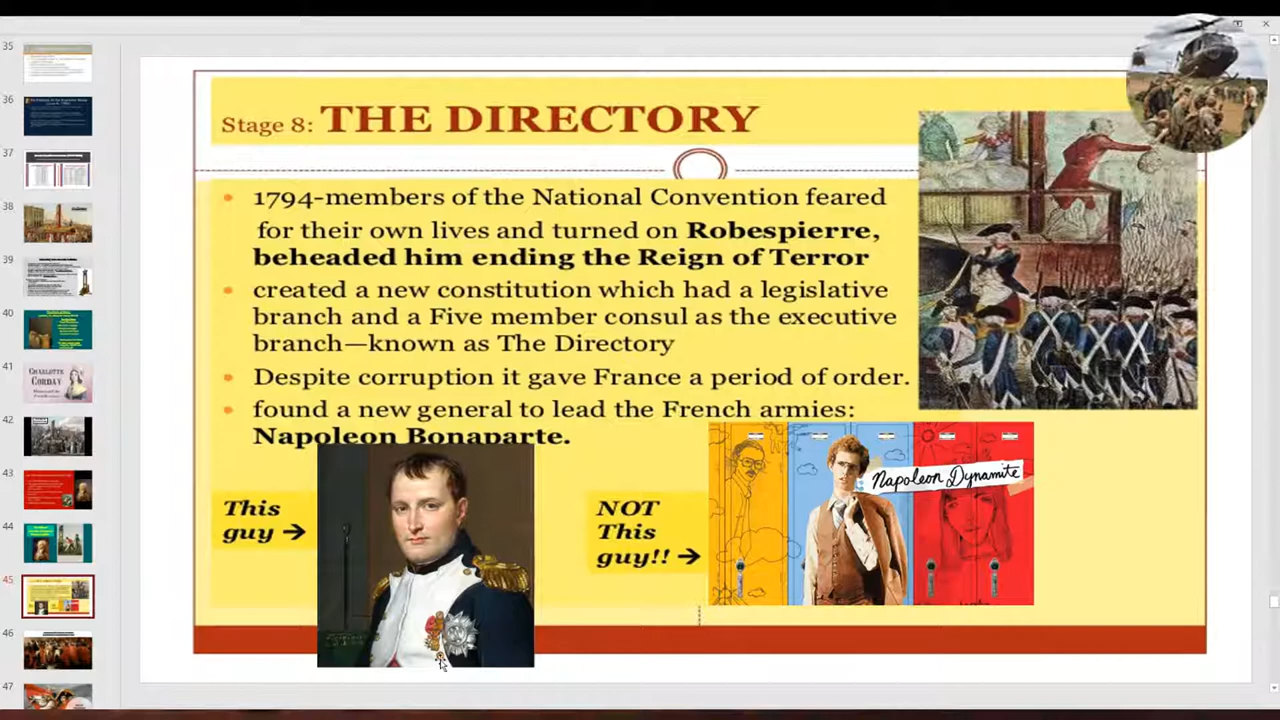 35
36
37
38
39
40
41
CHARLOTTE
CORDAY
42
43
44
45
46
47
Stage 8: THE DIRECTORY
1794-members of the National Convention feared
for their own lives and turned on Robespierre,
beheaded him ending the Reign of Terror
created a new constitution which had a legislative
branch and a Five member consul as the executive
branch—known as The Directory
Despite corruption it gave France a period of order.
found a new general to lead the French armies:
Napoleon Bonaparte.
This
guy →
NOT
This
guy!! →
Napoleon Dynamite